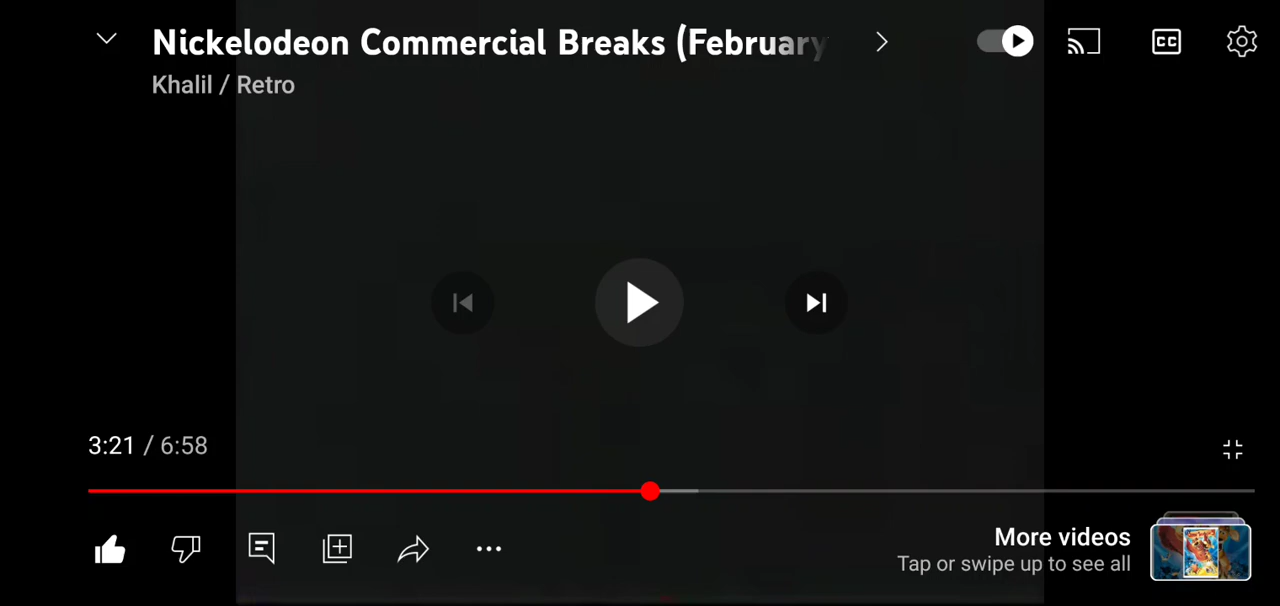 Nickelodeon Commercial Breaks (February
Khalil / Retro
CC
3:21 / 6:58
More videos
Tap or swipe up to see all